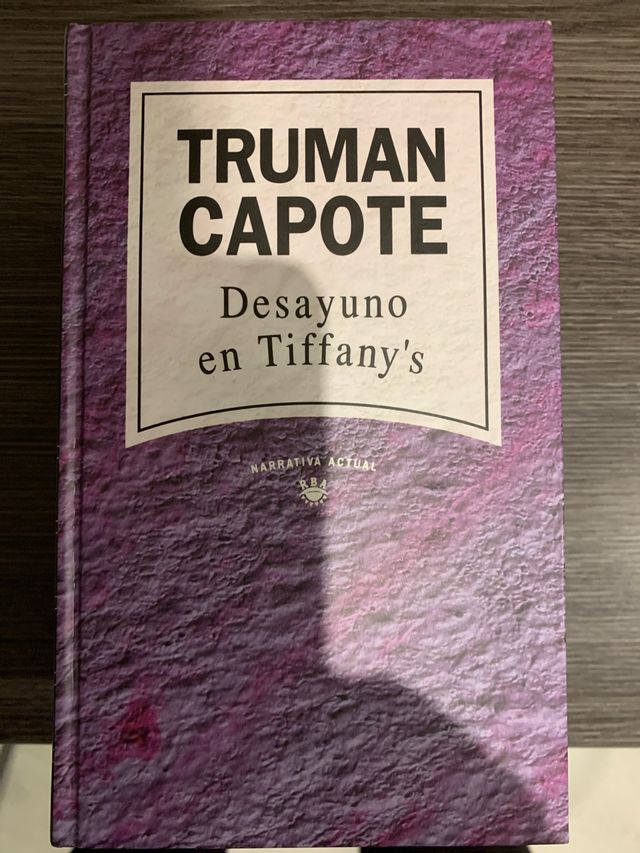 TRUMAN
CAPOTE
Desayuno
en Tiffany's
NARRATIVA ACTUAL
RBA